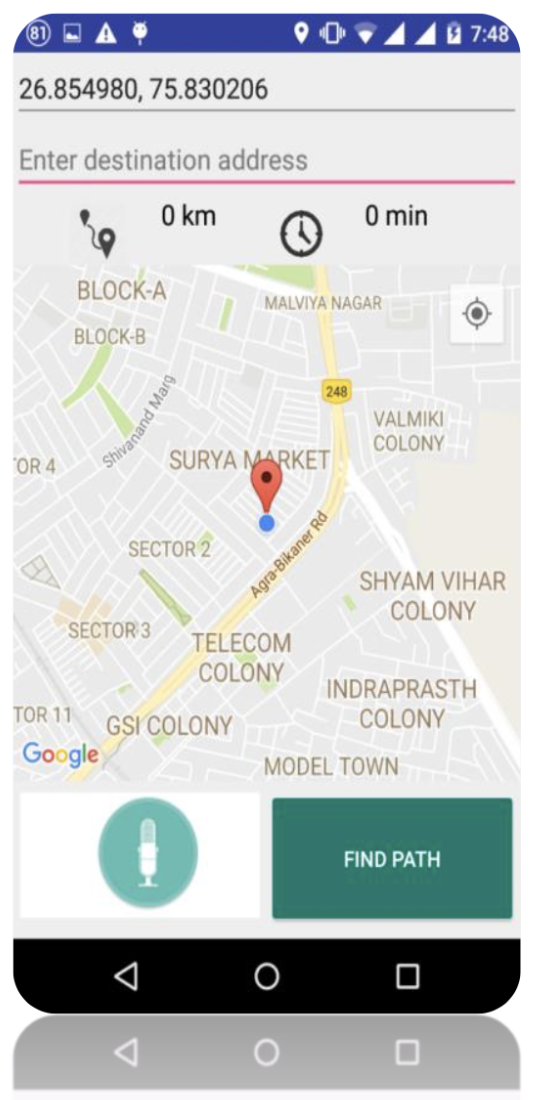 81
7:48
26.854980, 75.830206
Enter destination address
0 km
0 min
BLOCK-A
MALVIYA NAGAR
BLOCK-B
248
Shivanand Marg
VALMIKI
COLONY
TOR 4
SURYA MARKET
SECTOR 2
Agra-Bikaner Rd
SHYAM VIHAR
COLONY
SECTOR 3
TELECOM
COLONY
INDRAPRASTH
COLONY
TOR 11
GSI COLONY
Google
MODEL TOWN
FIND PATH